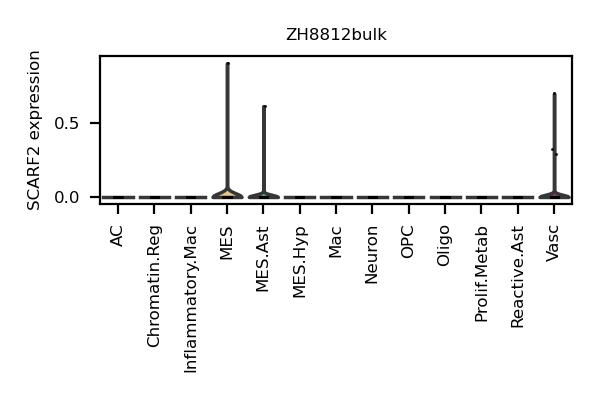 ZH8812bulk
SCARF2 expression
0.5
0.0
AC
Chromatin.Reg
Inflammatory.Mac
MES
MES.Ast
MES.Hyp
Mac
Neuron
OPC
Oligo
Prolif.Metab
Reactive.Ast
Vasc